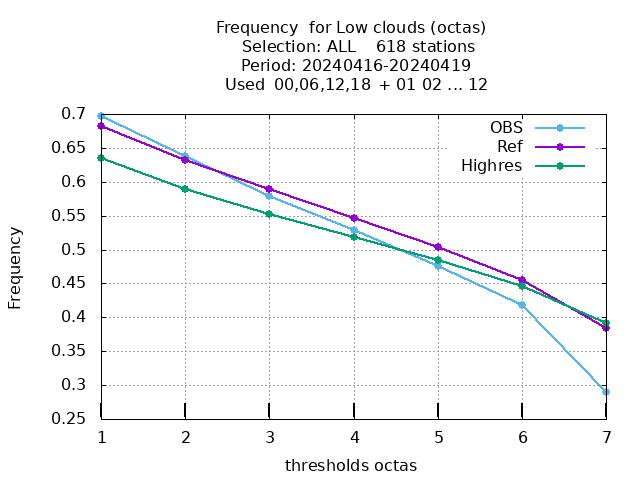 Frequency  for Low clouds (octas)
Selection: ALL    618 stations
Period: 20240416-20240419
Used  00,06,12,18 + 01 02 ... 12
OBS
Ref
Highres
Frequency
0.7
0.65
0.6
0.55
0.5
0.45
0.4
0.35
0.3
0.25
1 2 3 4 5 6 7
thresholds octas